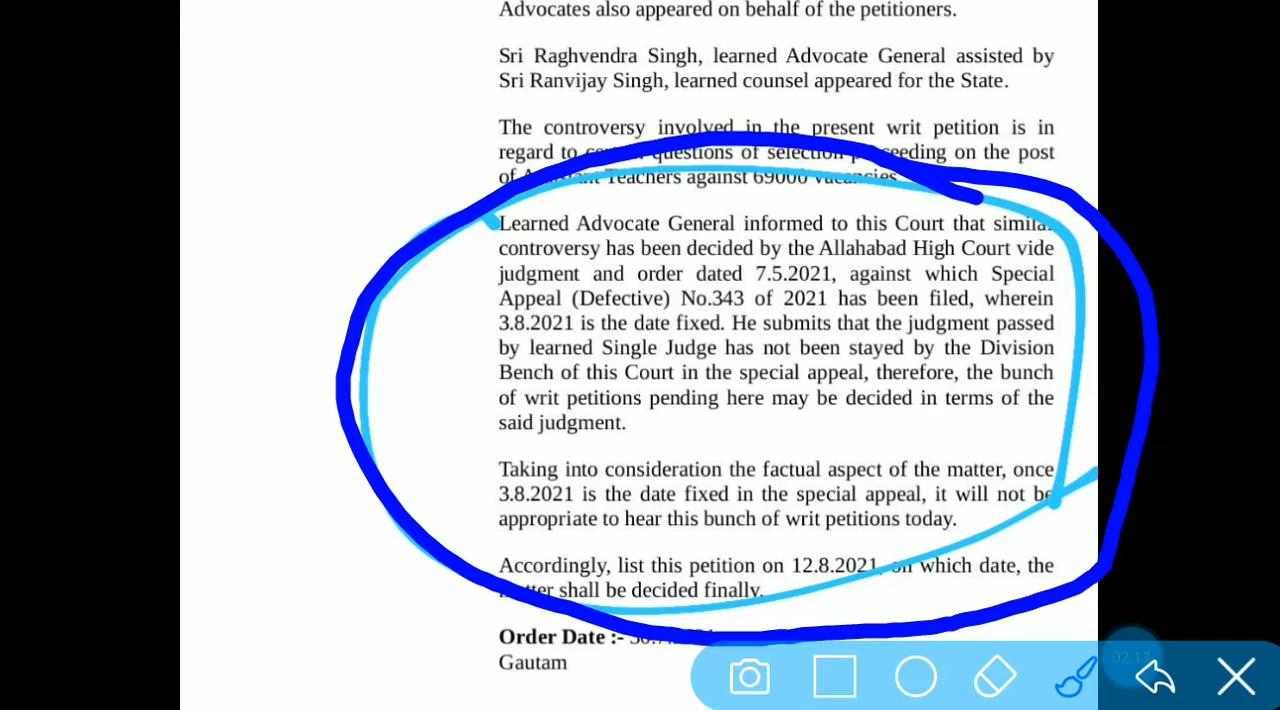 Advocates also appeared on behalf of the petitioners.
Sri Raghvendra Singh, learned Advocate General assisted by
Sri Ranvijay Singh, learned counsel appeared for the State.
The controversy involved in the present writ petition is in
regard to questions of selection proceeding on the post
of Assistant Teachers against 69000 vacancies.
Learned Advocate General informed to this Court that similar
controversy has been decided by the Allahabad High Court vide
judgment and order dated 7.5.2021, against which Special
Appeal (Defective) No.343 of 2021 has been filed, wherein
3.8.2021 is the date fixed. He submits that the judgment passed
by learned Single Judge has not been stayed by the Division
Bench of this Court in the special appeal, therefore, the bunch
of writ petitions pending here may be decided in terms of the
said judgment.
Taking into consideration the factual aspect of the matter, once
3.8.2021 is the date fixed in the special appeal, it will not be
appropriate to hear this bunch of writ petitions today.
Accordingly, list this petition on 12.8.2021, on which date, the
matter shall be decided finally.
Order Date :-
Gautam
02:13